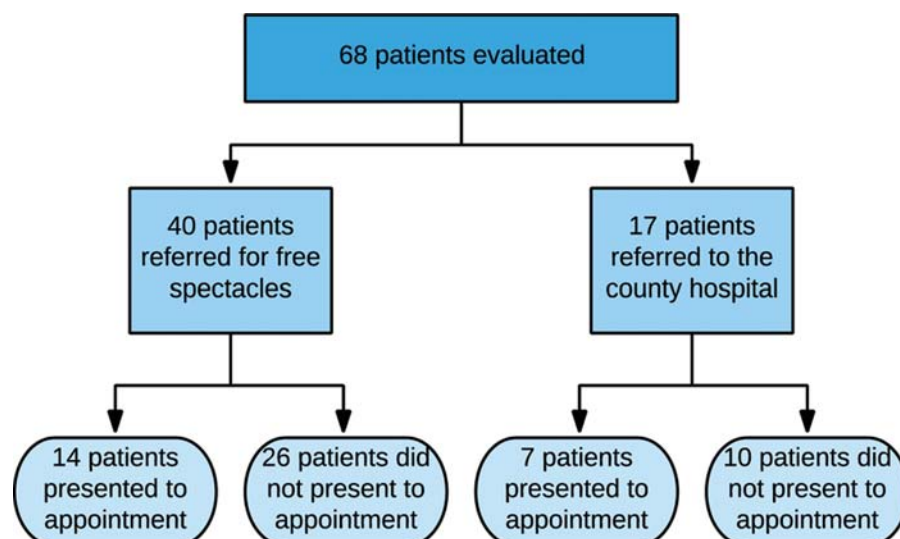 68 patients evaluated
40 patients
referred for free
spectacles
17 patients
referred to the
county hospital
14 patients
presented to
appointment
26 patients did
not present to
appointment
7 patients
presented to
appointment
10 patients did
not present to
appointment